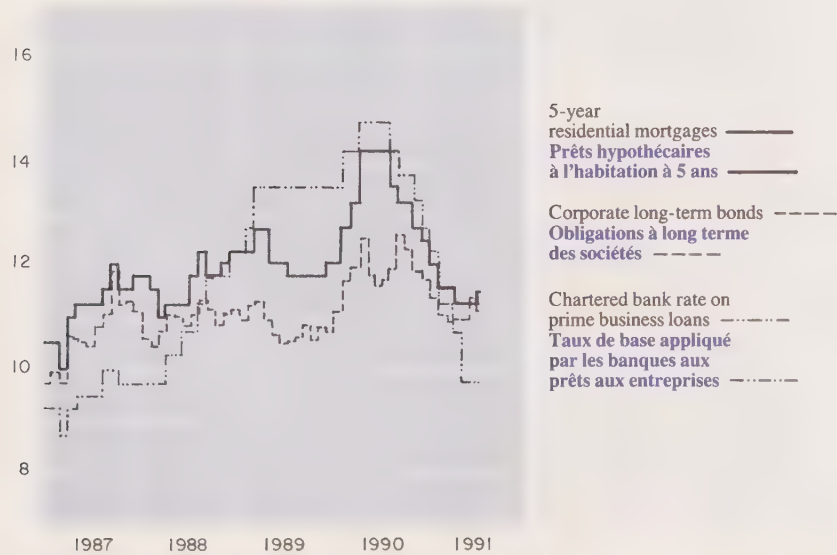 16
14
12
10
8
1987 1988 1989 1990 1991
5-year
residential mortgages
Prêts hypothécaires
à l'habitation à 5 ans
Corporate long-term bonds
Obligations à long terme
des sociétés
Chartered bank rate on
prime business loans
Taux de base appliqué
par les banques aux
prêts aux entreprises